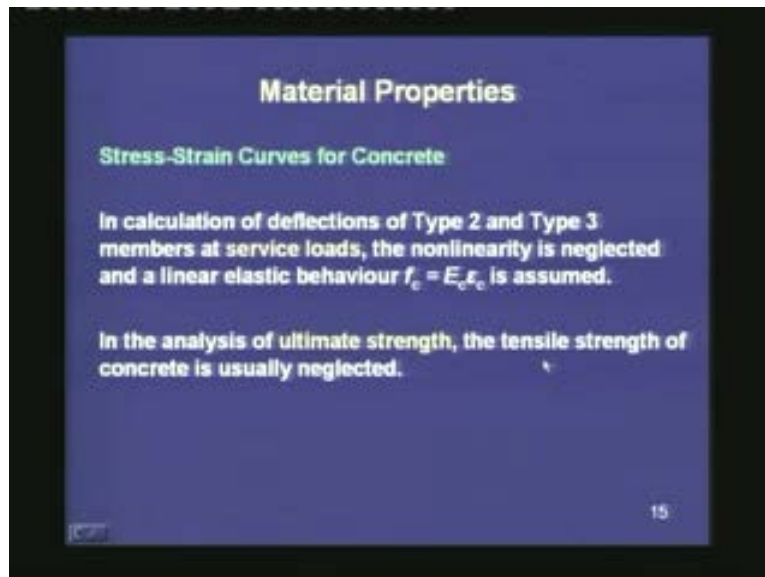 Material Properties
Stress-Strain Curves for Concrete
In calculation of deflections of Type 2 and Type 3
members at service loads, the nonlinearity is neglected
and a linear elastic behaviour fc = Ecεc is assumed.
In the analysis of ultimate strength, the tensile strength of
concrete is usually neglected.
15